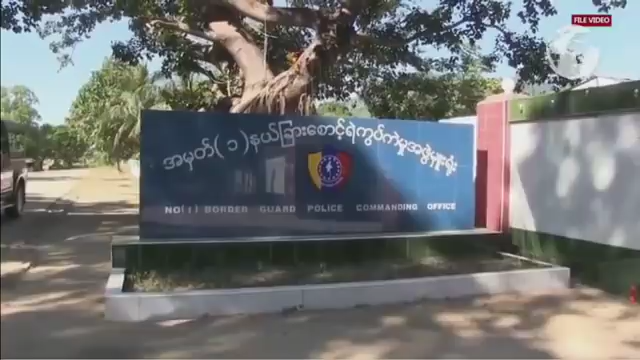 FILE VIDEO
အမှတ်(၁)နယ်ခြားစောင့်ရဲကွပ်ကဲမှုအဖွဲ့မှူးရုံး
NO(1) BORDER GUARD POLICE COMMANDING OFFICE